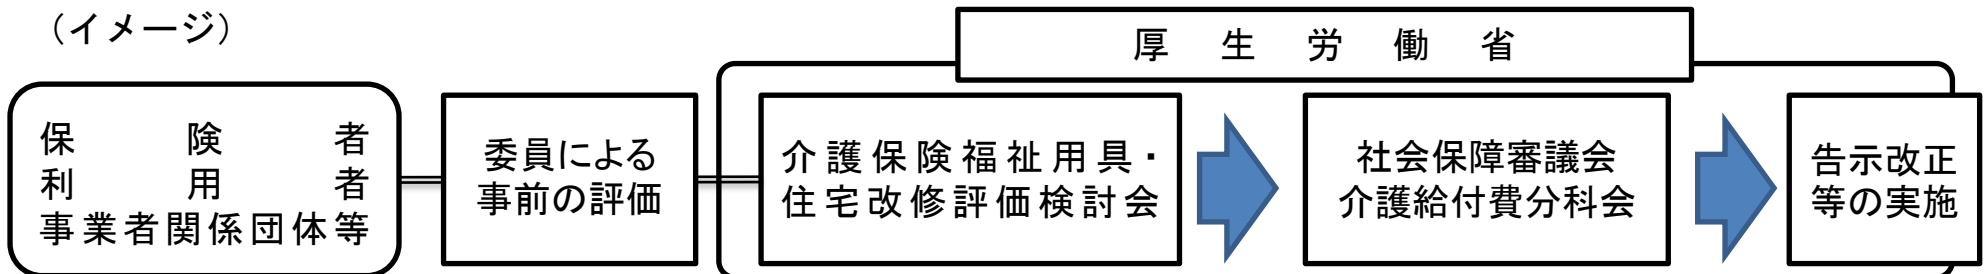 （イメージ）
厚生労働省
保険者
利用者
事業者関係団体等
委員による
事前の評価
介護保険福祉用具・
住宅改修評価検討会
社会保障審議会
介護給付費分科会
告示改正
等の実施